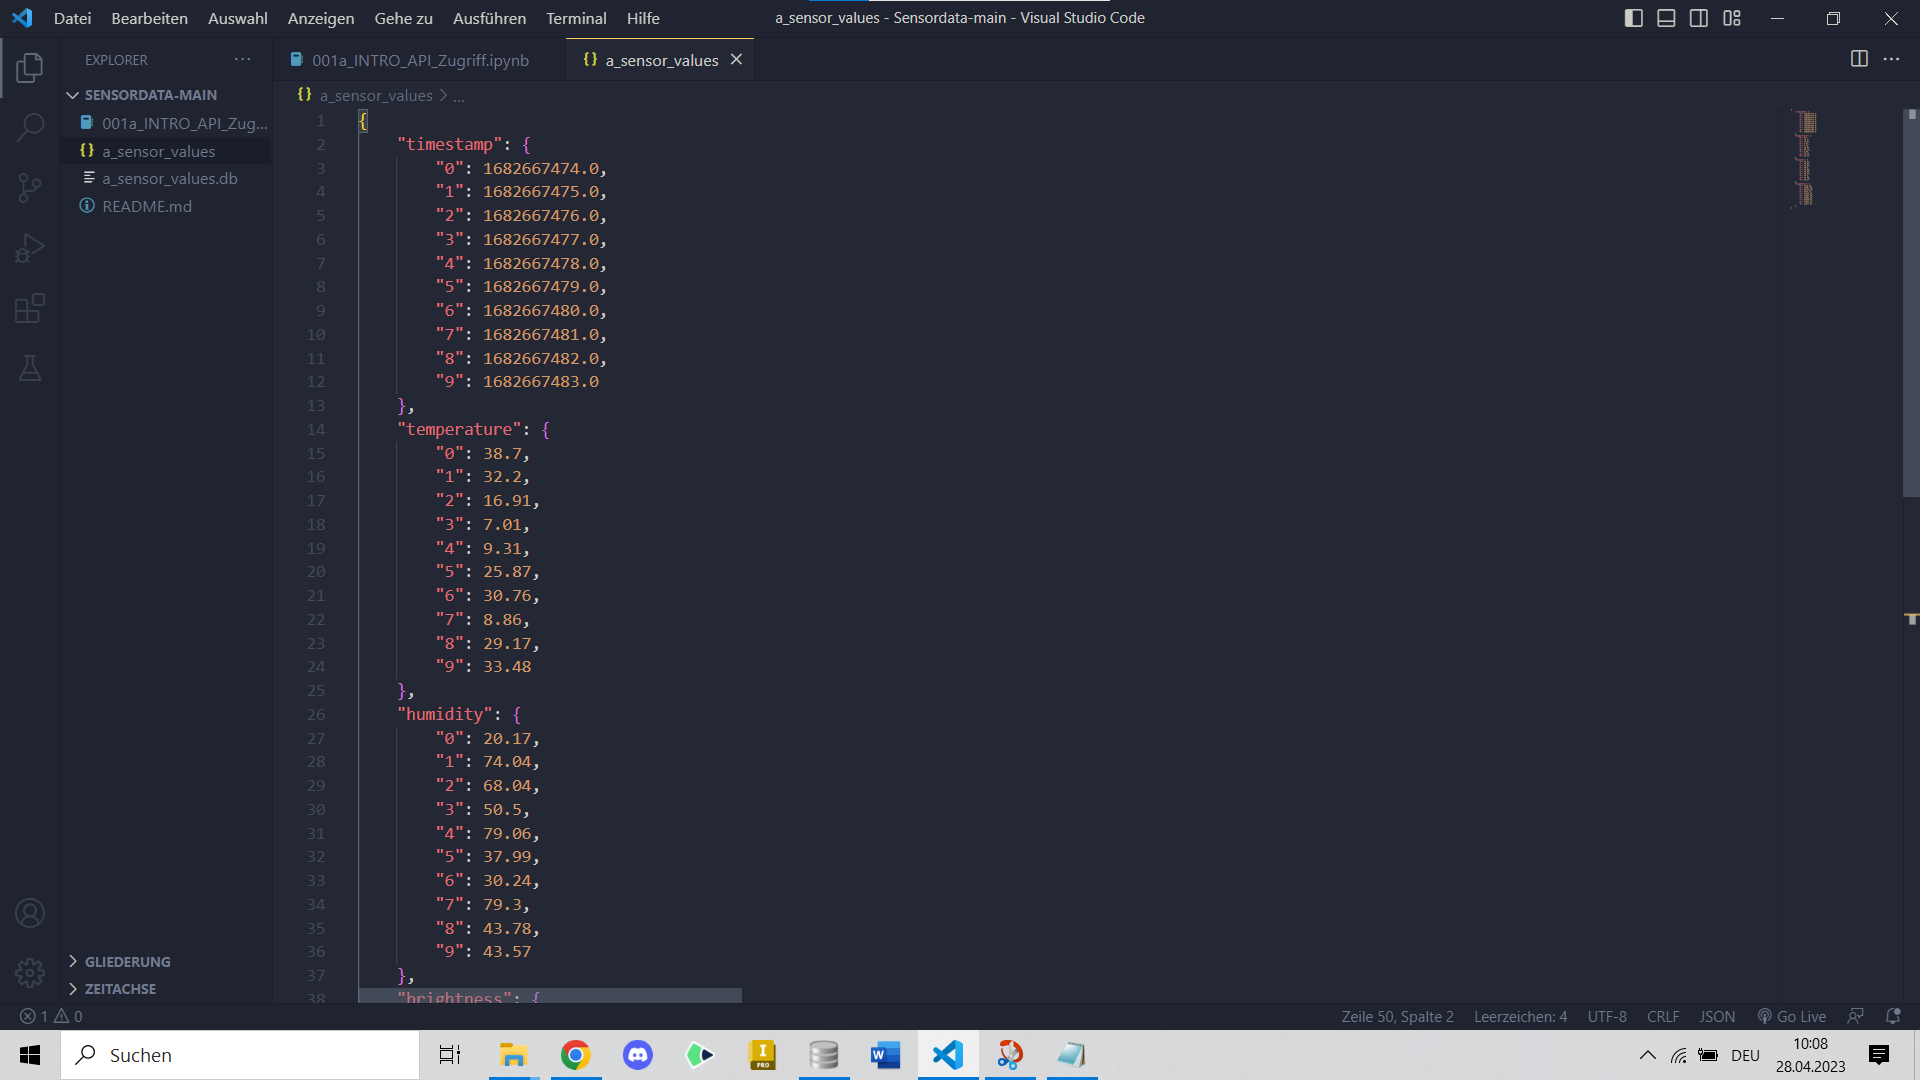 Datei Bearbeiten Auswahl Anzeigen Gehe zu Ausführen Terminal Hilfe
a_sensor_values - Sensordata-main - Visual Studio Code
EXPLORER
SENSORDATA-MAIN
001a_INTRO_API_Zug...
a_sensor_values
a_sensor_values.db
README.md
GLIEDERUNG
ZEITACHSE
001a_INTRO_API_Zugriff.ipynb
a_sensor_values
a_sensor_values > ...
1 {
2 "timestamp": {
3 "0": 1682667474.0,
4 "1": 1682667475.0,
5 "2": 1682667476.0,
6 "3": 1682667477.0,
7 "4": 1682667478.0,
8 "5": 1682667479.0,
9 "6": 1682667480.0,
10 "7": 1682667481.0,
11 "8": 1682667482.0,
12 "9": 1682667483.0
13 },
14 "temperature": {
15 "0": 38.7,
16 "1": 32.2,
17 "2": 16.91,
18 "3": 7.01,
19 "4": 9.31,
20 "5": 25.87,
21 "6": 30.76,
22 "7": 8.86,
23 "8": 29.17,
24 "9": 33.48
25 },
26 "humidity": {
27 "0": 20.17,
28 "1": 74.04,
29 "2": 68.04,
30 "3": 50.5,
31 "4": 79.06,
32 "5": 37.99,
33 "6": 30.24,
34 "7": 79.3,
35 "8": 43.78,
36 "9": 43.57
37 },
38 "brightness": {
1 0
Zeile 50, Spalte 2 Leerzeichen: 4 UTF-8 CRLF JSON Go Live
Suchen
I PRO
W
DEU
10:08
28.04.2023